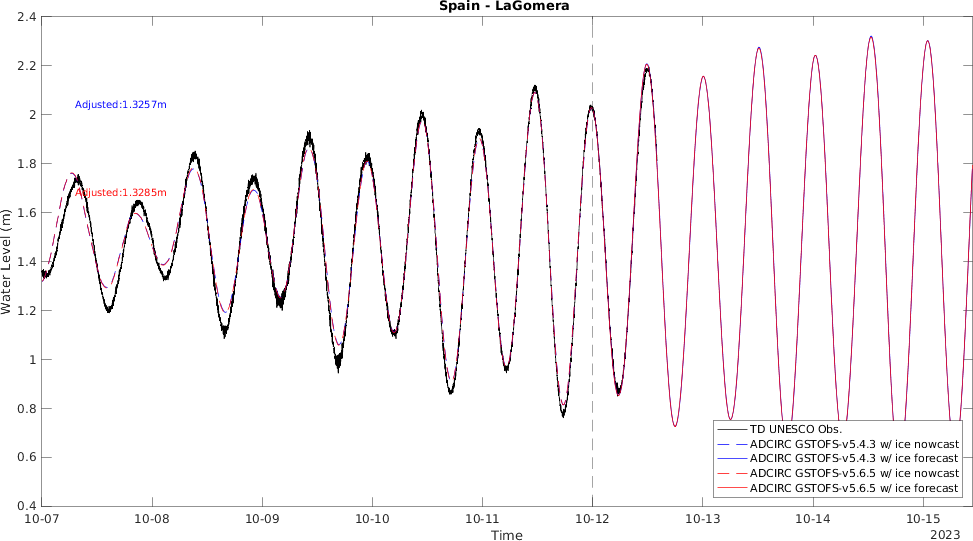 Spain - LaGomera
2.4
2.2
2
1.8
1.6
1.4
1.2
1
0.8
0.6
0.4
Water Level (m)
Adjusted:1.3257m
Adjusted:1.3285m
TD UNESCO Obs.
ADCIRC GSTOFS-v5.4.3 w/ ice nowcast
ADCIRC GSTOFS-v5.4.3 w/ ice forecast
ADCIRC GSTOFS-v5.6.5 w/ ice nowcast
ADCIRC GSTOFS-v5.6.5 w/ ice forecast
10-07 10-08 10-09 10-10 10-11 10-12 10-13 10-14 10-15
Time
2023